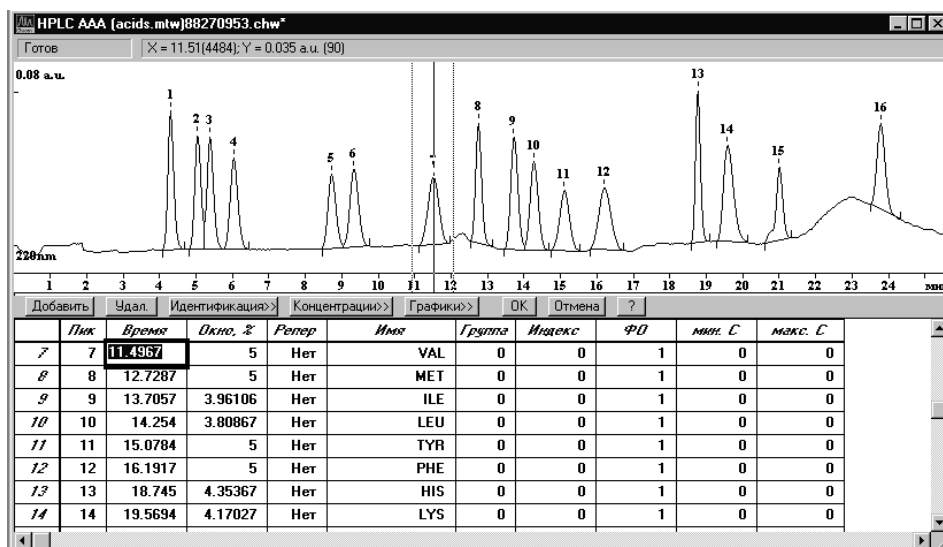 HPLC AAA (acids.mtw)88270953.chw*
Готов X = 11.51(4484); Y = 0.035 a.u. (90)
0.08 a.u.
1 2 3 4 5 6 7 8 9 10 11 12 13 14 15 16
220nm
1 2 3 4 5 6 7 8 9 10 11 12 13 14 15 16 17 18 19 20 21 22 23 24
Добавить Удал. Идентификация>> Концентрации>> Графики>> OK Отмена ?
Пик Время Окно, % Репер Имя Группа Индекс ФО мин. C макс. C
7 7 11.4967 5 Нет VAL 0 0 1 0 0
8 8 12.7287 5 Нет MET 0 0 1 0 0
9 9 13.7057 3.96106 Нет ILE 0 0 1 0 0
10 10 14.254 3.80867 Нет LEU 0 0 1 0 0
11 11 15.0784 5 Нет TYR 0 0 1 0 0
12 12 16.1917 5 Нет PHE 0 0 1 0 0
13 13 18.745 4.35367 Нет HIS 0 0 1 0 0
14 14 19.5694 4.17027 Нет LYS 0 0 1 0 0